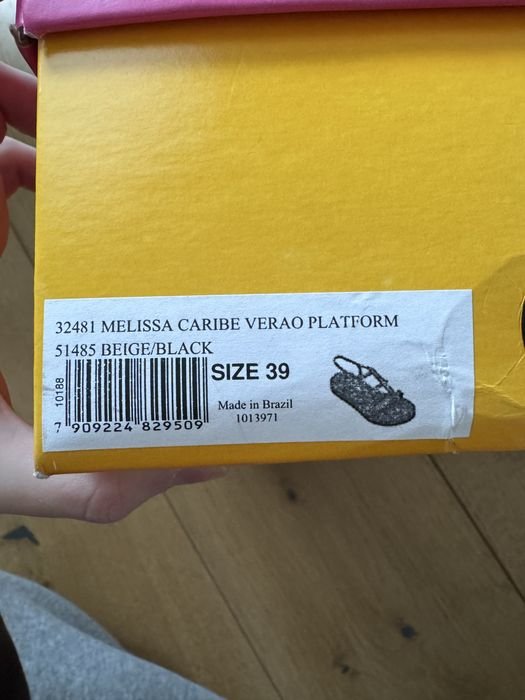 32481 MELISSA CARIBE VERAO PLATFORM
51485 BEIGE/BLACK
SIZE 39
10188
Made in Brazil
1013971
7 909224 829509